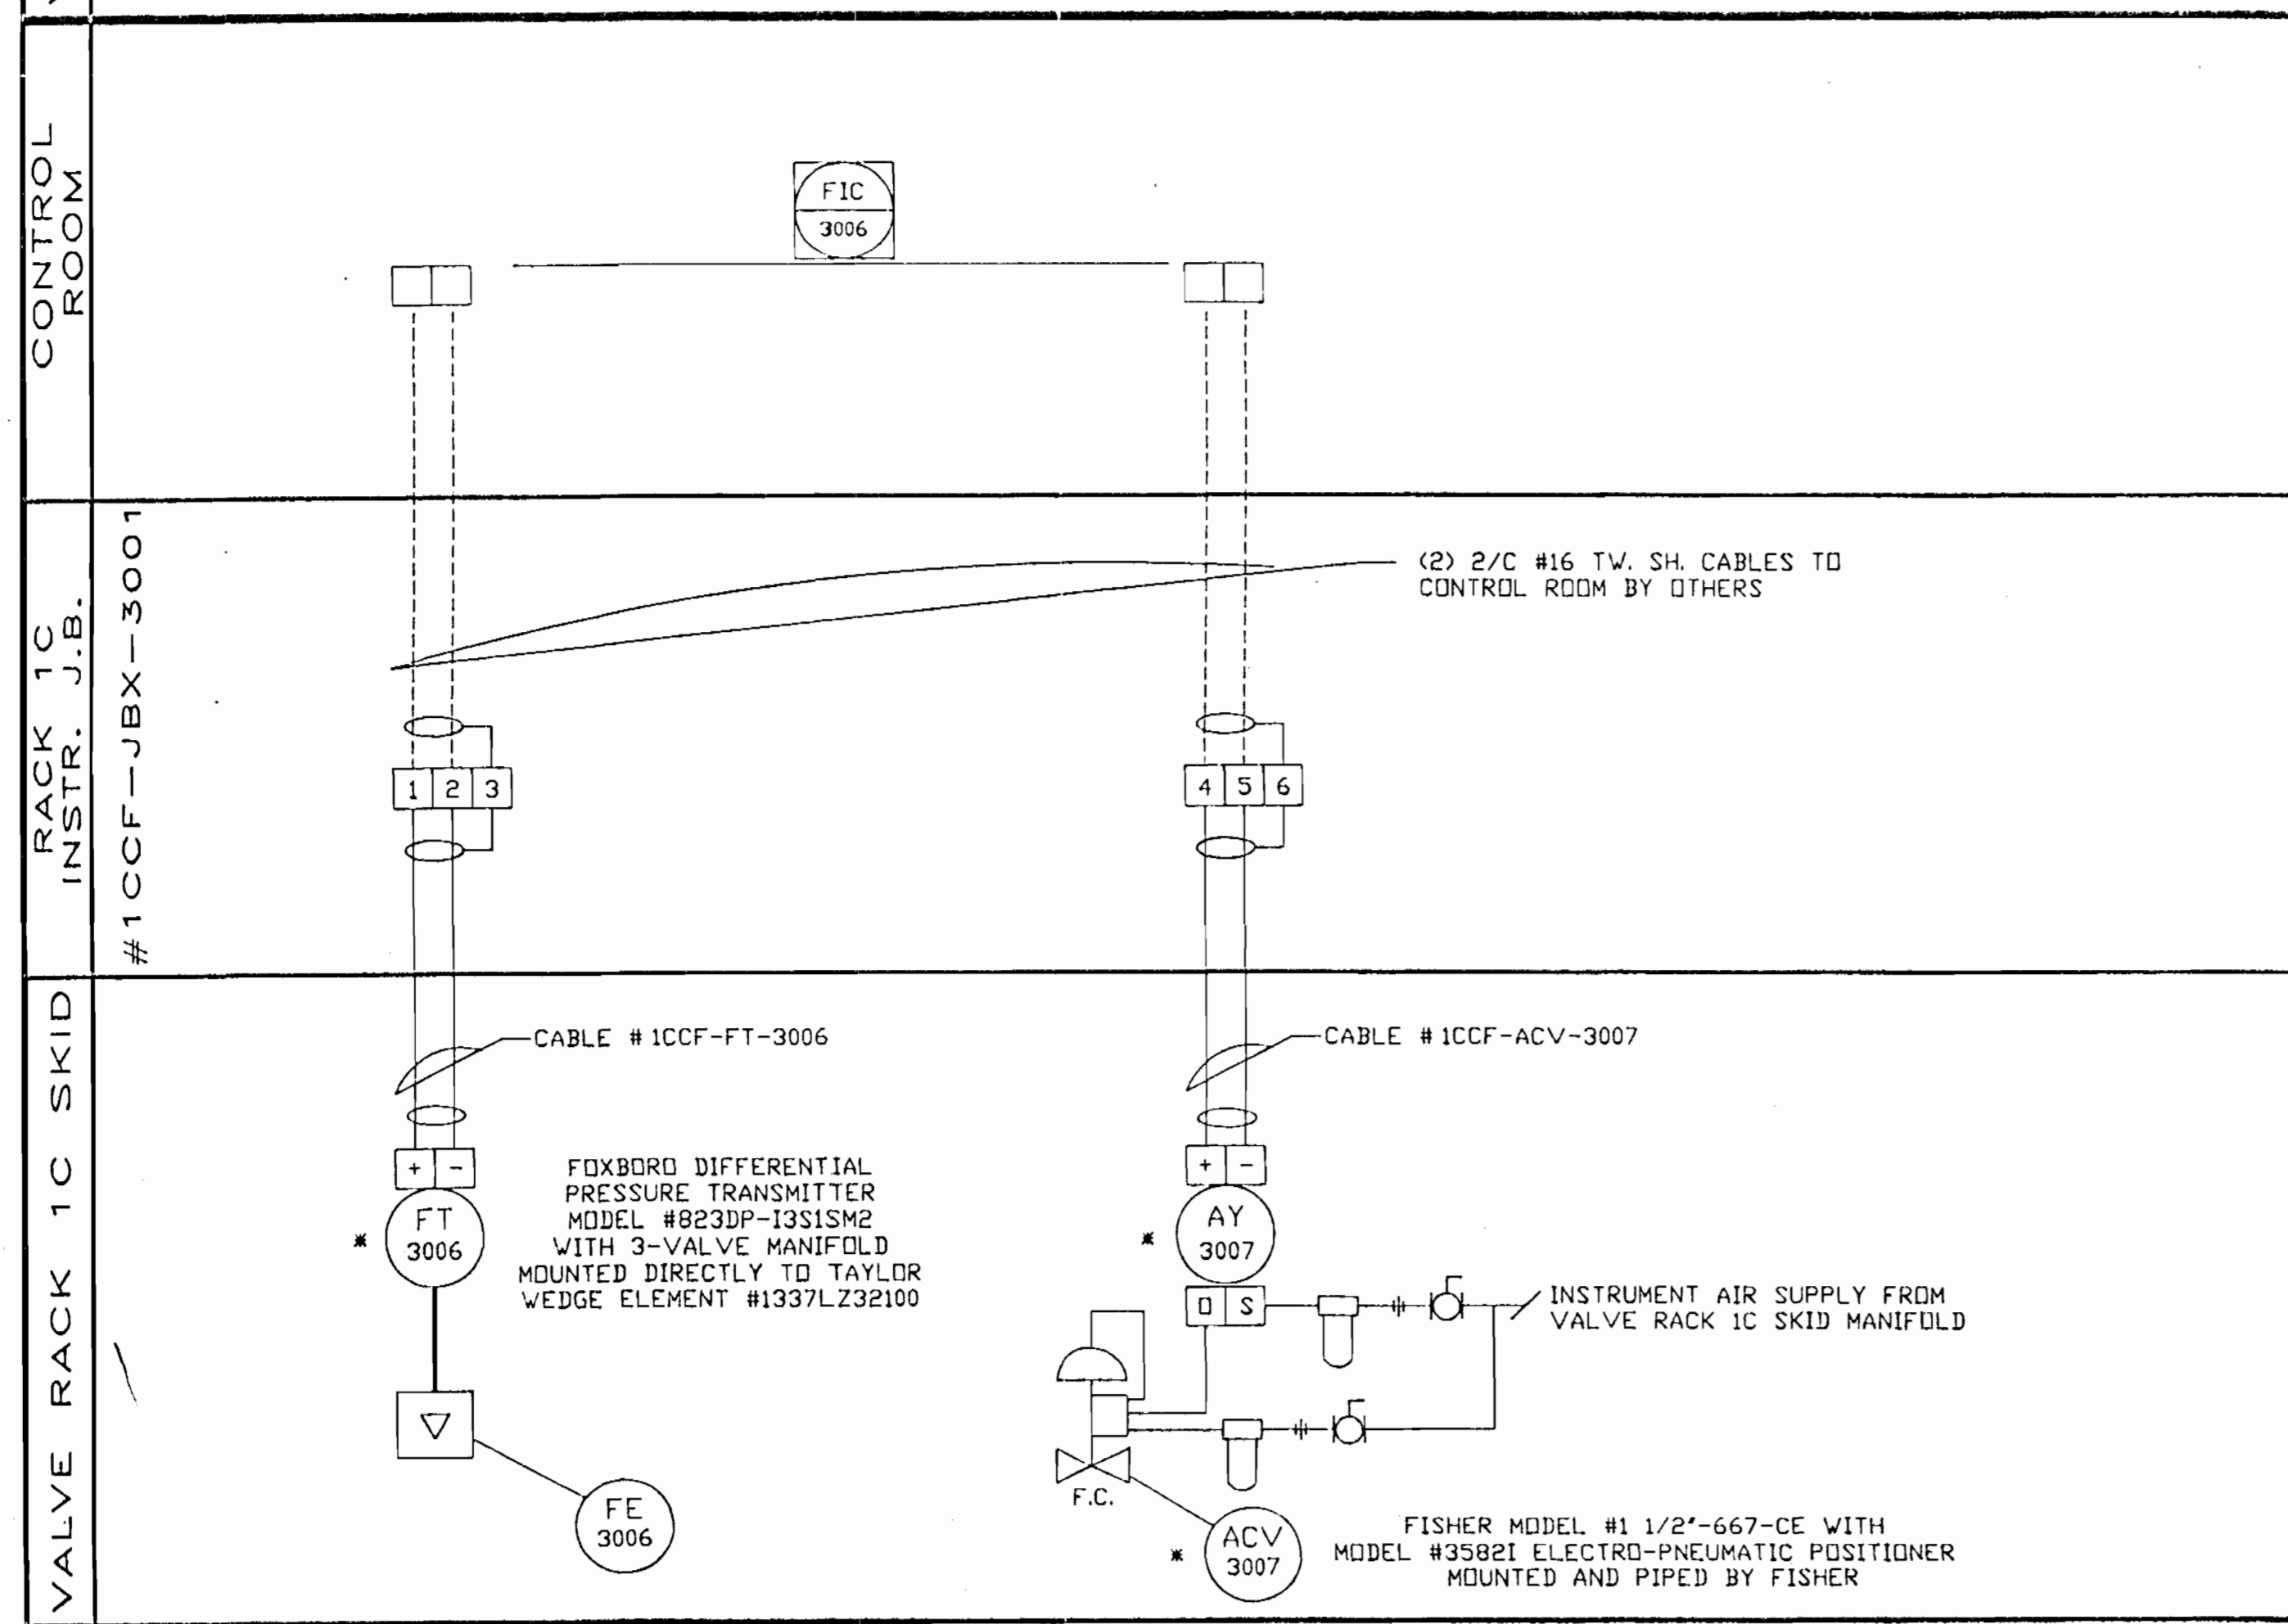 CONTROL
ROOM
FIC
3006
RACK 1C
INSTR. J.B.
#1CCF-JBX-3001
(2) 2/C #16 TW. SH. CABLES TO
CONTROL ROOM BY OTHERS
1 2 3
4 5 6
VALVE RACK 1C SKID
CABLE # 1CCF-FT-3006
CABLE # 1CCF-ACV-3007
+ -
+ -
* FT
3006
FOXBORO DIFFERENTIAL
PRESSURE TRANSMITTER
MODEL #823DP-I3S1SM2
WITH 3-VALVE MANIFOLD
MOUNTED DIRECTLY TO TAYLOR
WEDGE ELEMENT #1337LZ32100
* AY
3007
O S
INSTRUMENT AIR SUPPLY FROM
VALVE RACK 1C SKID MANIFOLD
FE
3006
F.C.
* ACV
3007
FISHER MODEL #1 1/2"-667-CE WITH
MODEL #3582I ELECTRO-PNEUMATIC POSITIONER
MOUNTED AND PIPED BY FISHER